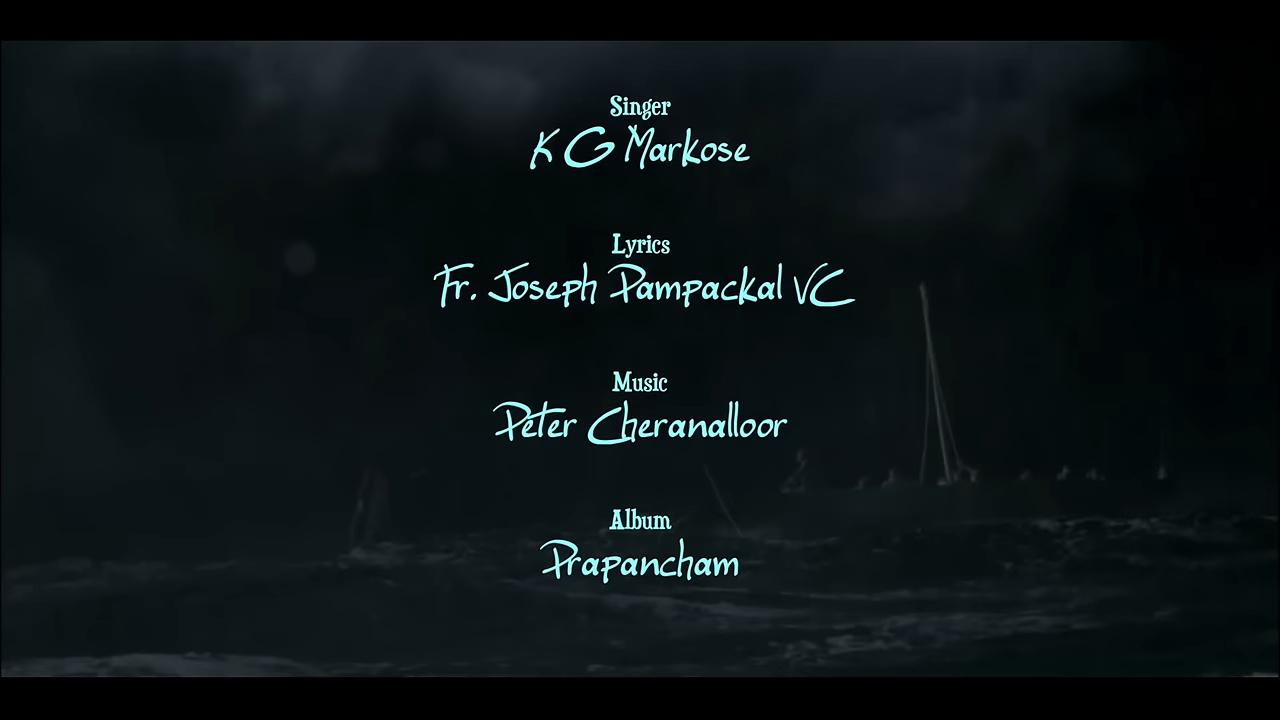 Singer
K G Markose
Lyrics
Fr. Joseph Pampackal VC
Music
Peter Cheranalloor
Album
Prapancham